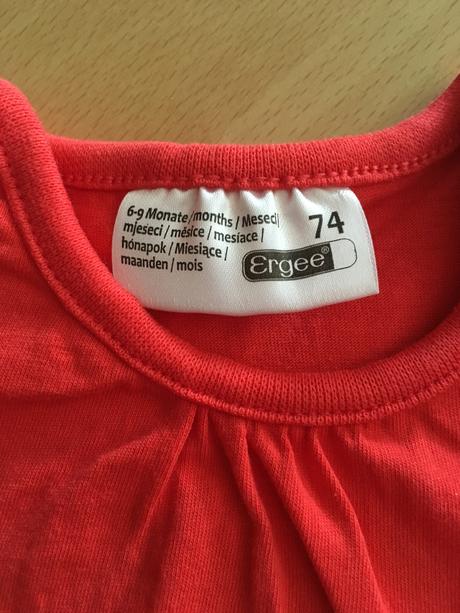 6-9 Monate/months / Meseci
mjeseci / měsíce / mesiace /
hónapok / Miesiące /
maanden / mois
74
Ergee®